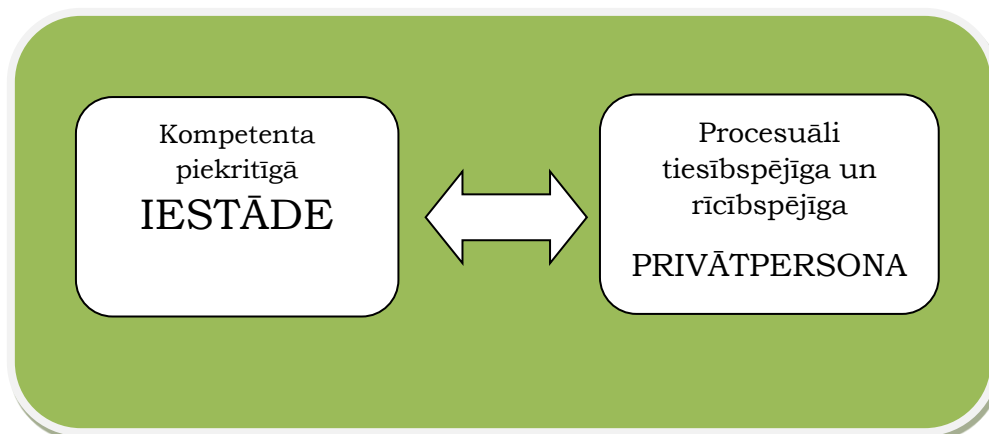 Kompetenta
piekritīgā
IESTĀDE
Procesuāli
tiesībspējīga un
rīcībspējīga
PRIVĀTPERSONA